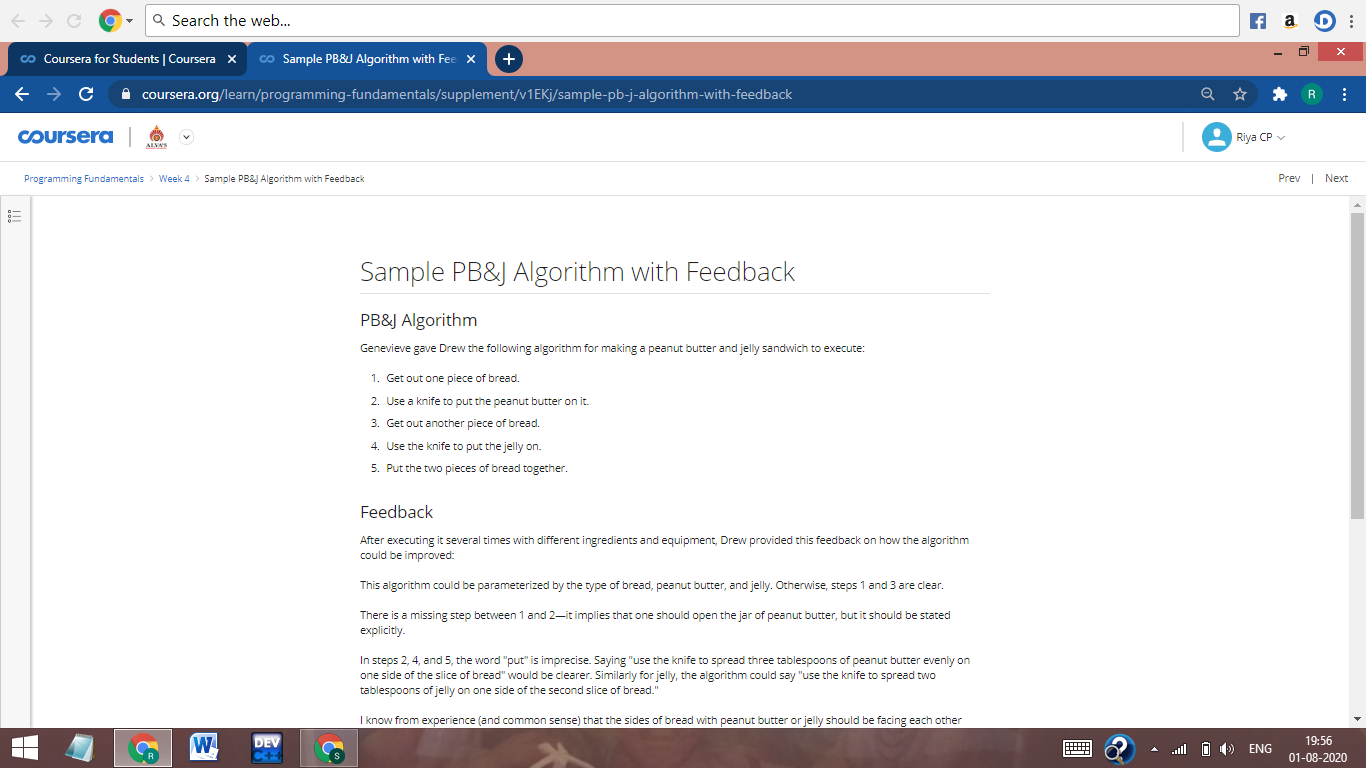 Search the web...
Coursera for Students | Coursera
Sample PB&J Algorithm with Fee
coursera.org/learn/programming-fundamentals/supplement/v1EKj/sample-pb-j-algorithm-with-feedback
R
coursera
ALVA'S
Riya CP
Programming Fundamentals > Week 4 > Sample PB&J Algorithm with Feedback
Prev | Next
Sample PB&J Algorithm with Feedback
PB&J Algorithm
Genevieve gave Drew the following algorithm for making a peanut butter and jelly sandwich to execute:
1. Get out one piece of bread.
2. Use a knife to put the peanut butter on it.
3. Get out another piece of bread.
4. Use the knife to put the jelly on.
5. Put the two pieces of bread together.
Feedback
After executing it several times with different ingredients and equipment, Drew provided this feedback on how the algorithm
could be improved:
This algorithm could be parameterized by the type of bread, peanut butter, and jelly. Otherwise, steps 1 and 3 are clear.
There is a missing step between 1 and 2—it implies that one should open the jar of peanut butter, but it should be stated
explicitly.
In steps 2, 4, and 5, the word "put" is imprecise. Saying "use the knife to spread three tablespoons of peanut butter evenly on
one side of the slice of bread" would be clearer. Similarly for jelly, the algorithm could say "use the knife to spread two
tablespoons of jelly on one side of the second slice of bread."
I know from experience (and common sense) that the sides of bread with peanut butter or jelly should be facing each other
R
W
DEV
C++
S
ENG
19:56
01-08-2020